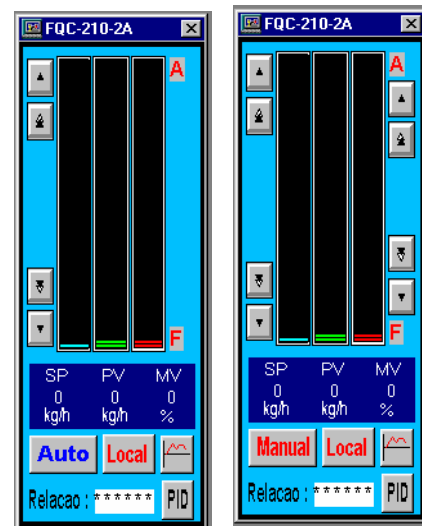 FQC-210-2A
A
F
SP PV MV
0 0 0
kg/h kg/h %
Auto Local
Relacao : ****** PID
FQC-210-2A
A
F
SP PV MV
0 0 0
kg/h kg/h %
Manual Local
Relacao : ****** PID